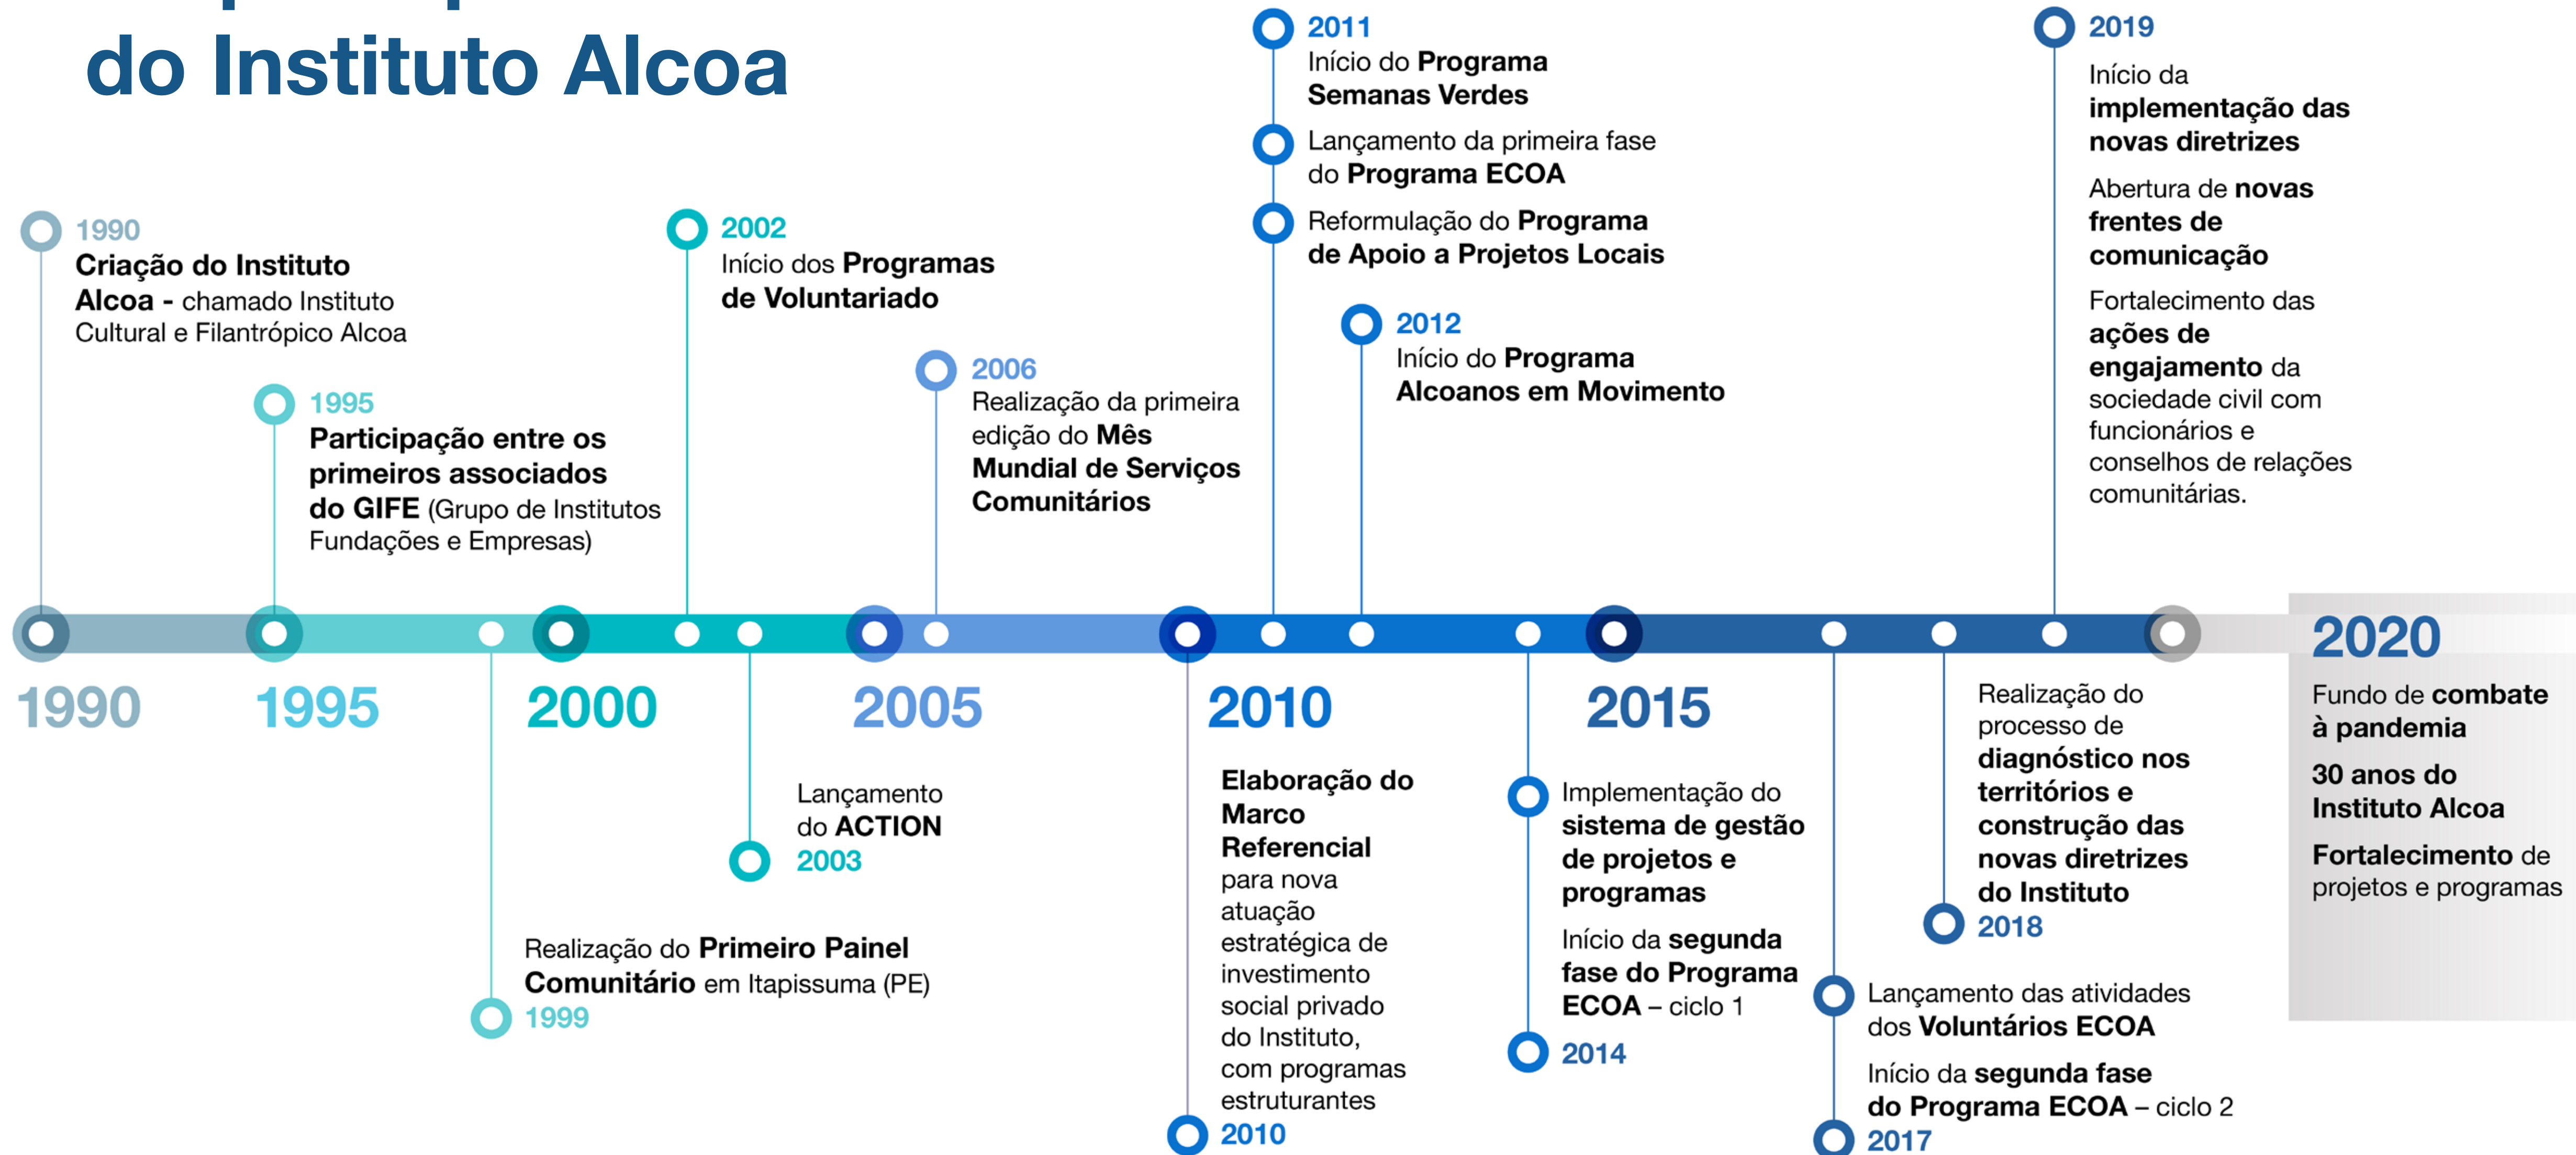 do Instituto Alcoa
1990
Criação do Instituto
Alcoa - chamado Instituto
Cultural e Filantrópico Alcoa
1995
Participação entre os
primeiros associados
do GIFE (Grupo de Institutos
Fundações e Empresas)
2002
Início dos Programas
de Voluntariado
2006
Realização da primeira
edição do Mês
Mundial de Serviços
Comunitários
2011
Início do Programa
Semanas Verdes
Lançamento da primeira fase
do Programa ECOA
Reformulação do Programa
de Apoio a Projetos Locais
2012
Início do Programa
Alcoanos em Movimento
2019
Início da
implementação das
novas diretrizes
Abertura de novas
frentes de
comunicação
Fortalecimento das
ações de
engajamento da
sociedade civil com
funcionários e
conselhos de relações
comunitárias.
1990
1995
2000
2005
2010
2015
2020
Realização do Primeiro Painel
Comunitário em Itapissuma (PE)
1999
Lançamento
do ACTION
2003
Elaboração do
Marco
Referencial
para nova
atuação
estratégica de
investimento
social privado
do Instituto,
com programas
estruturantes
2010
Implementação do
sistema de gestão
de projetos e
programas
Início da segunda
fase do Programa
ECOA – ciclo 1
2014
Lançamento das atividades
dos Voluntários ECOA
Início da segunda fase
do Programa ECOA – ciclo 2
2017
Realização do
processo de
diagnóstico nos
territórios e
construção das
novas diretrizes
do Instituto
2018
Fundo de combate
à pandemia
30 anos do
Instituto Alcoa
Fortalecimento de
projetos e programas